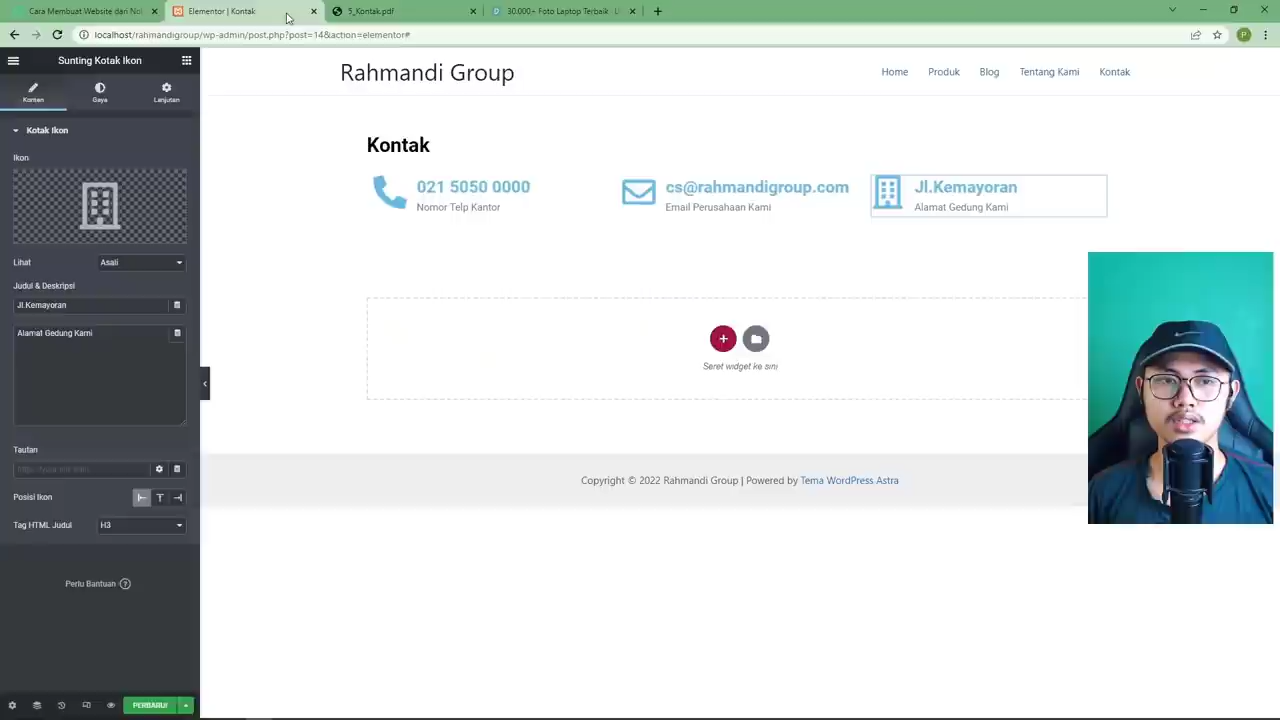 Cara Membuat Website dari Nol
Elementor | Kontak
5_Kontak.pdf
30.000+ Foto Laptop Terbaik
localhost/rahmandigroup/wp-admin/post.php?post=14&action=elementor#
P
Sunting Kotak Ikon
Konten
Gaya
Lanjutan
Kotak Ikon
Ikon
Lihat
Asali
Judul & Deskripsi
Jl.Kemayoran
Alamat Gedung Kami
Tautan
Posisi Ikon
Tag HTML Judul
H3
Perlu Bantuan
PERBARUI
Rahmandi Group
Home
Produk
Blog
Tentang Kami
Kontak
Kontak
021 5050 0000
Nomor Telp Kantor
cs@rahmandigroup.com
Email Perusahaan Kami
Jl.Kemayoran
Alamat Gedung Kami
Seret widget ke sini
Copyright © 2022 Rahmandi Group | Powered by Tema WordPress Astra